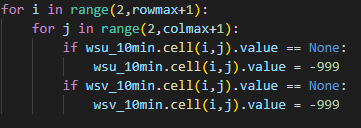 for i in range(2,rowmax+1):
    for j in range(2,colmax+1):
        if wsu_10min.cell(i,j).value == None:
            wsu_10min.cell(i,j).value = -999
        if wsv_10min.cell(i,j).value == None:
            wsv_10min.cell(i,j).value = -999